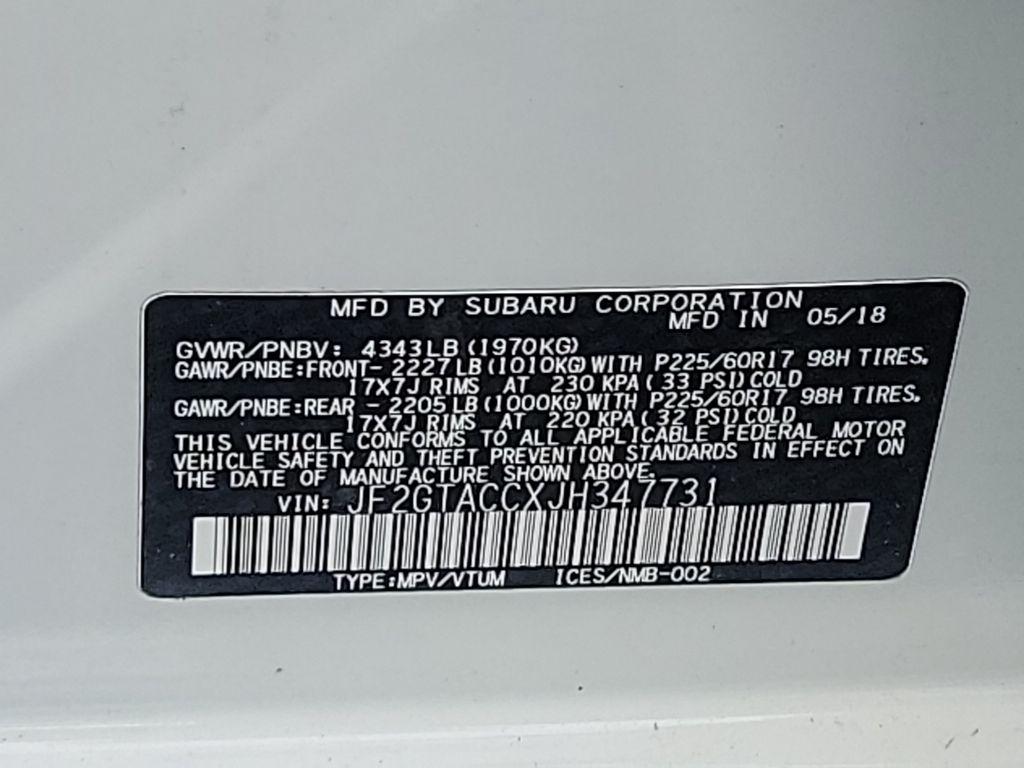 MFD BY SUBARU CORPORATION
MFD IN 05/18
GVWR/PNBV: 4343LB (1970KG)
GAWR/PNBE:FRONT- 2227LB (1010KG) WITH P225/60R17 98H TIRES.
17X7J RIMS AT 230 KPA ( 33 PSI) COLD
GAWR/PNBE:REAR - 2205LB (1000KG) WITH P225/60R17 98H TIRES.
17X7J RIMS AT 220 KPA ( 32 PSI) COLD
THIS VEHICLE CONFORMS TO ALL APPLICABLE FEDERAL MOTOR
VEHICLE SAFETY AND THEFT PREVENTION STANDARDS IN EFFECT ON
THE DATE OF MANUFACTURE SHOWN ABOVE.
VIN: JF2GTACCXJH347731
TYPE:MPV/VTUM ICES/NMB-002